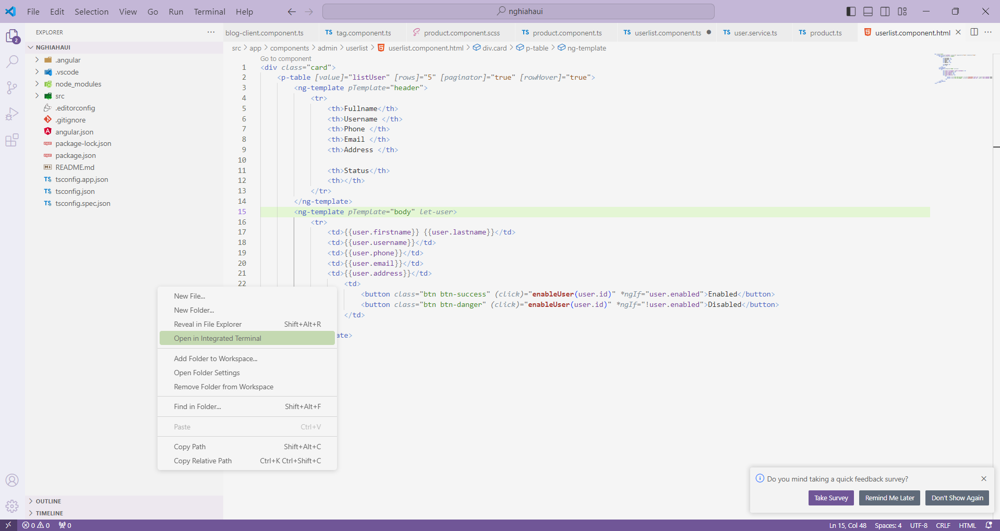 File Edit Selection View Go Run Terminal Help
nghiahaui
2
EXPLORER
NGHIAHAUI
.angular
.vscode
node_modules
src
.editorconfig
.gitignore
angular.json
package-lock.json
package.json
README.md
TS tsconfig.app.json
TS tsconfig.json
TS tsconfig.spec.json
OUTLINE
TIMELINE
blog-client.component.ts TS tag.component.ts product.component.scss TS product.component.ts TS userlist.component.ts TS user.service.ts TS product.ts userlist.component.html
src > app > components > admin > userlist > userlist.component.html > div.card > p-table > ng-template
Go to component
1 <div class="card">
2 <p-table [value]="listUser" [rows]="5" [paginator]="true" [rowHover]="true">
3 <ng-template pTemplate="header">
4 <tr>
5 <th>Fullname</th>
6 <th>Username </th>
7 <th>Phone </th>
8 <th>Email </th>
9 <th>Address </th>
10
11 <th>Status</th>
12 <th></th>
13 </tr>
14 </ng-template>
15 <ng-template pTemplate="body" let-user>
16 <tr>
17 <td>{{user.firstname}} {{user.lastname}}</td>
18 <td>{{user.username}}</td>
19 <td>{{user.phone}}</td>
20 <td>{{user.email}}</td>
21 <td>{{user.address}}</td>
22 <td>
<button class="btn btn-success" (click)="enableUser(user.id)" *ngIf="user.enabled">Enabled</button>
<button class="btn btn-danger" (click)="enableUser(user.id)" *ngIf="!user.enabled">Disabled</button>
</td>
ate>
New File...
New Folder...
Reveal in File Explorer Shift+Alt+R
Open in Integrated Terminal
Add Folder to Workspace...
Open Folder Settings
Remove Folder from Workspace
Find in Folder... Shift+Alt+F
Paste Ctrl+V
Copy Path Shift+Alt+C
Copy Relative Path Ctrl+K Ctrl+Shift+C
Do you mind taking a quick feedback survey?
Take Survey Remind Me Later Don't Show Again
0 0 0 Ln 15, Col 48 Spaces: 4 UTF-8 CRLF HTML